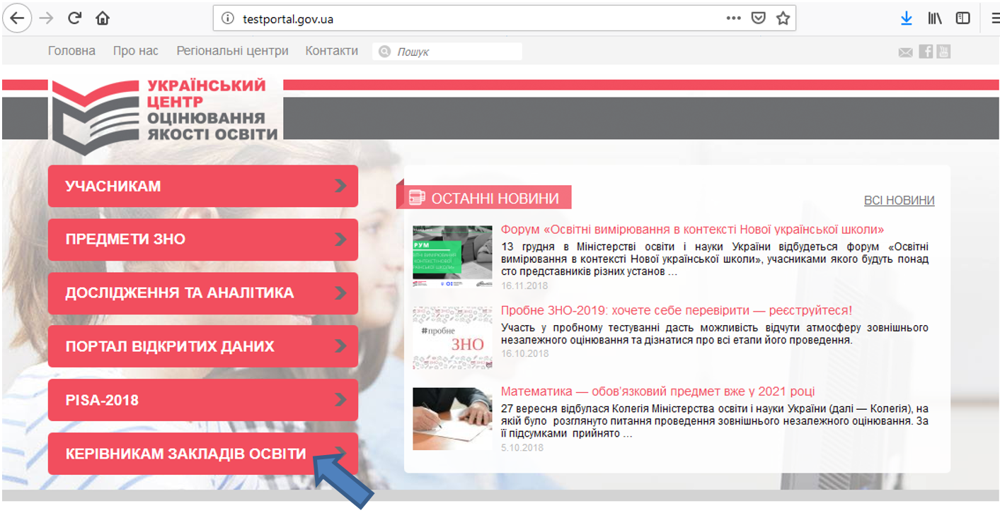 testportal.gov.ua
Головна Про нас Регіональні центри Контакти Пошук
УКРАЇНСЬКИЙ
ЦЕНТР
ОЦІНЮВАННЯ
ЯКОСТІ ОСВІТИ
УЧАСНИКАМ
ПРЕДМЕТИ ЗНО
ДОСЛІДЖЕННЯ ТА АНАЛІТИКА
ПОРТАЛ ВІДКРИТИХ ДАНИХ
PISA-2018
КЕРІВНИКАМ ЗАКЛАДІВ ОСВІТИ
ОСТАННІ НОВИНИ
ВСІ НОВИНИ
Форум «Освітні вимірювання в контексті Нової української школи»
13 грудня в Міністерстві освіти і науки України відбудеться форум «Освітні
вимірювання в контексті Нової української школи», учасниками якого будуть понад
сто представників різних установ …
16.11.2018
Пробне ЗНО-2019: хочете себе перевірити — реєструйтеся!
#пробне
ЗНО
Участь у пробному тестуванні дасть можливість відчути атмосферу зовнішнього
незалежного оцінювання та дізнатися про всі етапи його проведення.
16.10.2018
Математика — обов’язковий предмет вже у 2021 році
27 вересня відбулася Колегія Міністерства освіти і науки України (далі — Колегія), на
якій було розглянуто питання проведення зовнішнього незалежного оцінювання. За
її підсумками прийнято …
5.10.2018